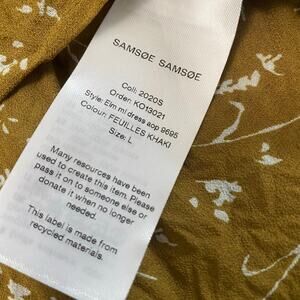 SAMSØE SAMSØE
Coll: 2020S
Order: KO13021
Style: Elm ml dress aop 9695
Colour: FEUILLES KHAKI
Size: L
Many resources have been
used to create this item. Please
pass it on to someone else or
donate it when no longer
needed.
This label is made from
recycled materials.